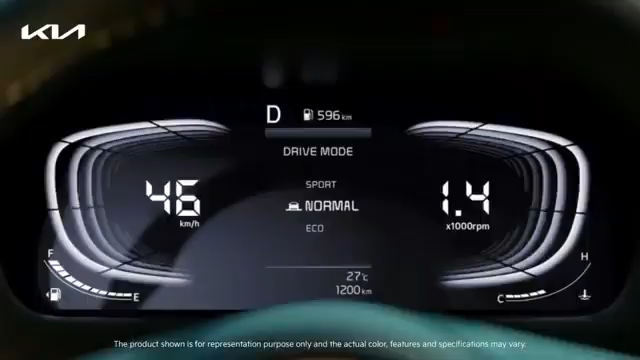 KIA
D 596 km
DRIVE MODE
SPORT
46 km/h
NORMAL
1.4 x1000rpm
ECO
F
E
H
C
27°C
1200 km
The product shown is for representation purpose only and the actual color, features and specifications may vary.